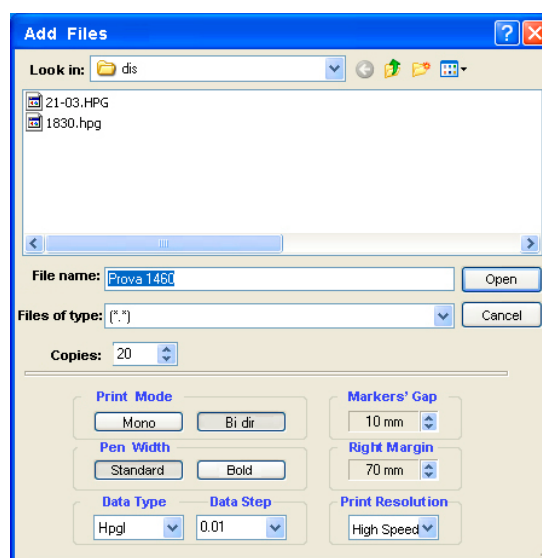 Add Files
Look in: dis
21-03.HPG
1830.hpg
File name: Prova 1460 Open
Files of type: (*.*) Cancel
Copies: 20
Print Mode Markers' Gap
Mono Bi dir 10 mm
Pen Width Right Margin
Standard Bold 70 mm
Data Type Data Step Print Resolution
Hpgl 0.01 High Speed